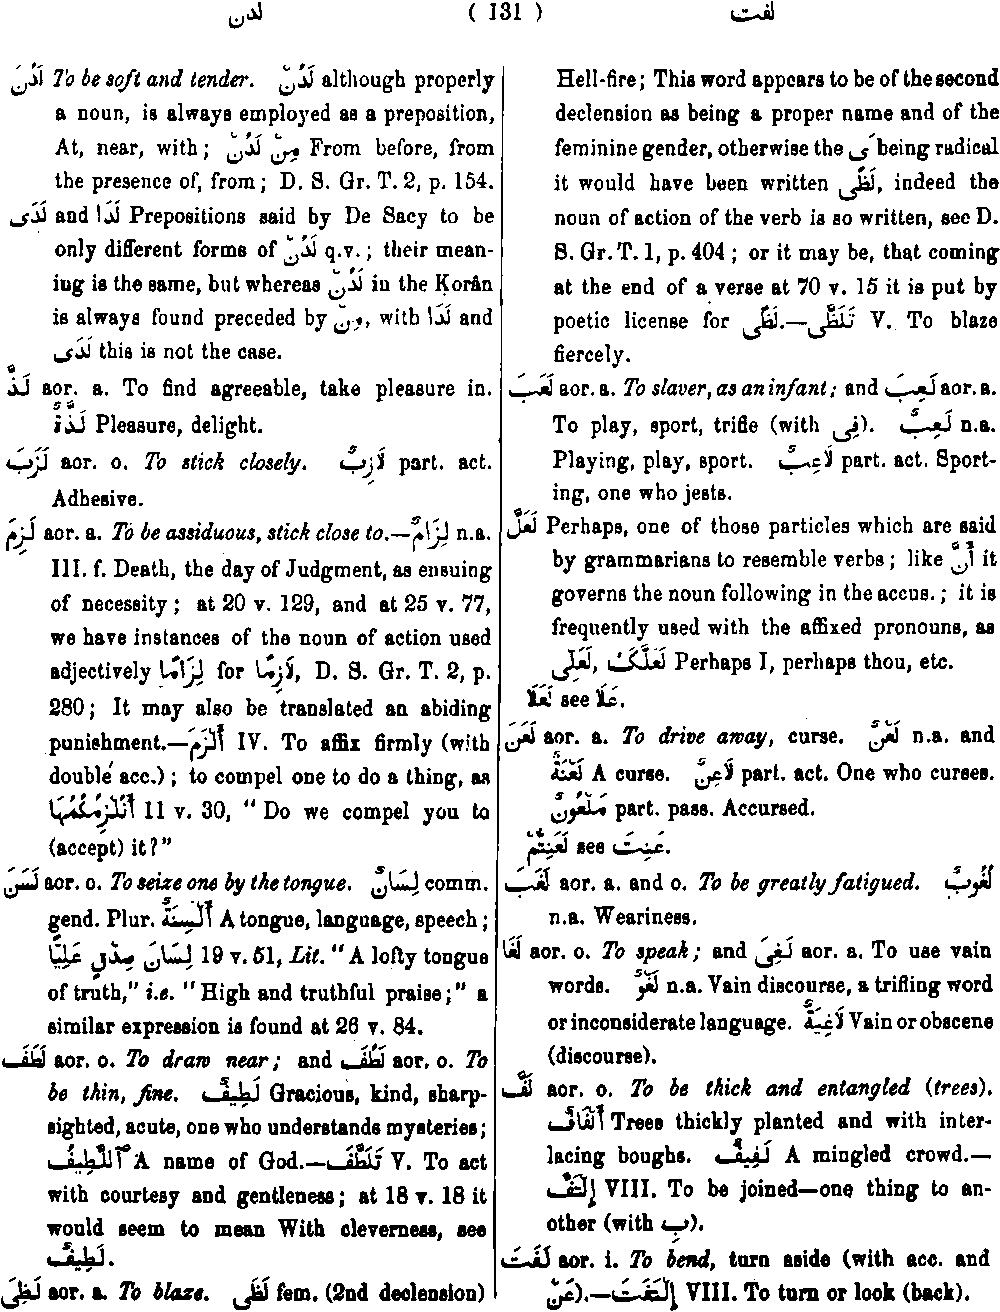 لدن ( 131 ) لفت
لَدُنَ To be soft and tender. لَدُنْ although properly
a noun, is always employed as a preposition,
At, near, with; مِنْ لَدُنْ From before, from
the presence of, from; D. S. Gr. T. 2, p. 154.
لَدَى and لَدَا Prepositions said by De Sacy to be
only different forms of لَدُنْ q.v.; their mean-
ing is the same, but whereas لَدُنْ in the Ḳorân
is always found preceded by مِنْ, with لَدَا and
لَدَى this is not the case.
لَذَّ aor. a. To find agreeable, take pleasure in.
لَذَّةٌ Pleasure, delight.
لَزَبَ aor. o. To stick closely. لَازِبٌ part. act.
Adhesive.
لَزِمَ aor. a. To be assiduous, stick close to.—لِزَامٌ n.a.
III. f. Death, the day of Judgment, as ensuing
of necessity; at 20 v. 129, and at 25 v. 77,
we have instances of the noun of action used
adjectively لِزَامًا for لَازِمًا, D. S. Gr. T. 2, p.
280; It may also be translated an abiding
punishment.—أَلْزَمَ IV. To affix firmly (with
double acc.); to compel one to do a thing, as
أَنُلْزِمُكُمُوهَا 11 v. 30, "Do we compel you to
(accept) it?"
لَسَنَ aor. o. To seize one by the tongue. لِسَانٌ comm.
gend. Plur. أَلْسِنَةٌ A tongue, language, speech;
لِسَانَ صِدْقٍ عَلِيًّا 19 v. 51, Lit. "A lofty tongue
of truth," i.e. "High and truthful praise;" a
similar expression is found at 26 v. 84.
لَطَفَ aor. o. To draw near; and لَطُفَ aor. o. To
be thin, fine. لَطِيفٌ Gracious, kind, sharp-
sighted, acute, one who understands mysteries;
ٱللَّطِيفُ A name of God.—تَلَطَّفَ V. To act
with courtesy and gentleness; at 18 v. 18 it
would seem to mean With cleverness, see
لَطِيفٌ.
لَظِيَ aor. a. To blaze. لَظَى fem. (2nd declension)
Hell-fire; This word appears to be of the second
declension as being a proper name and of the
feminine gender, otherwise the ى being radical
it would have been written لَظًى, indeed the
noun of action of the verb is so written, see D.
S. Gr. T. 1, p. 404; or it may be, that coming
at the end of a verse at 70 v. 15 it is put by
poetic license for لَظًى.—تَلَظَّى V. To blaze
fiercely.
لَعَبَ aor. a. To slaver, as an infant; and لَعِبَ aor. a.
To play, sport, trifle (with فِى). لَعِبٌ n.a.
Playing, play, sport. لَاعِبٌ part. act. Sport-
ing, one who jests.
لَعَلَّ Perhaps, one of those particles which are said
by grammarians to resemble verbs; like أَنَّ it
governs the noun following in the accus.; it is
frequently used with the affixed pronouns, as
لَعَلِّى, لَعَلَّكَ Perhaps I, perhaps thou, etc.
لَعَلَا see عَلَا.
لَعَنَ aor. a. To drive away, curse. لَعْنٌ n.a. and
لَعْنَةٌ A curse. لَاعِنٌ part. act. One who curses.
مَلْعُونٌ part. pass. Accursed.
لَعَنِتُّمْ see عَنِتَ.
لَغَبَ aor. a. and o. To be greatly fatigued. لُغُوبٌ
n.a. Weariness.
لَغَا aor. o. To speak; and لَغِىَ aor. a. To use vain
words. لَغْوٌ n.a. Vain discourse, a trifling word
or inconsiderate language. لَاغِيَةٌ Vain or obscene
(discourse).
لَفَّ aor. o. To be thick and entangled (trees).
أَلْفَافٌ Trees thickly planted and with inter-
lacing boughs. لَفِيفٌ A mingled crowd.—
إِلْتَفَّ VIII. To be joined—one thing to an-
other (with بِ).
لَفَتَ aor. i. To bend, turn aside (with acc. and
عَنْ).—إِلْتَفَتَ VIII. To turn or look (back).